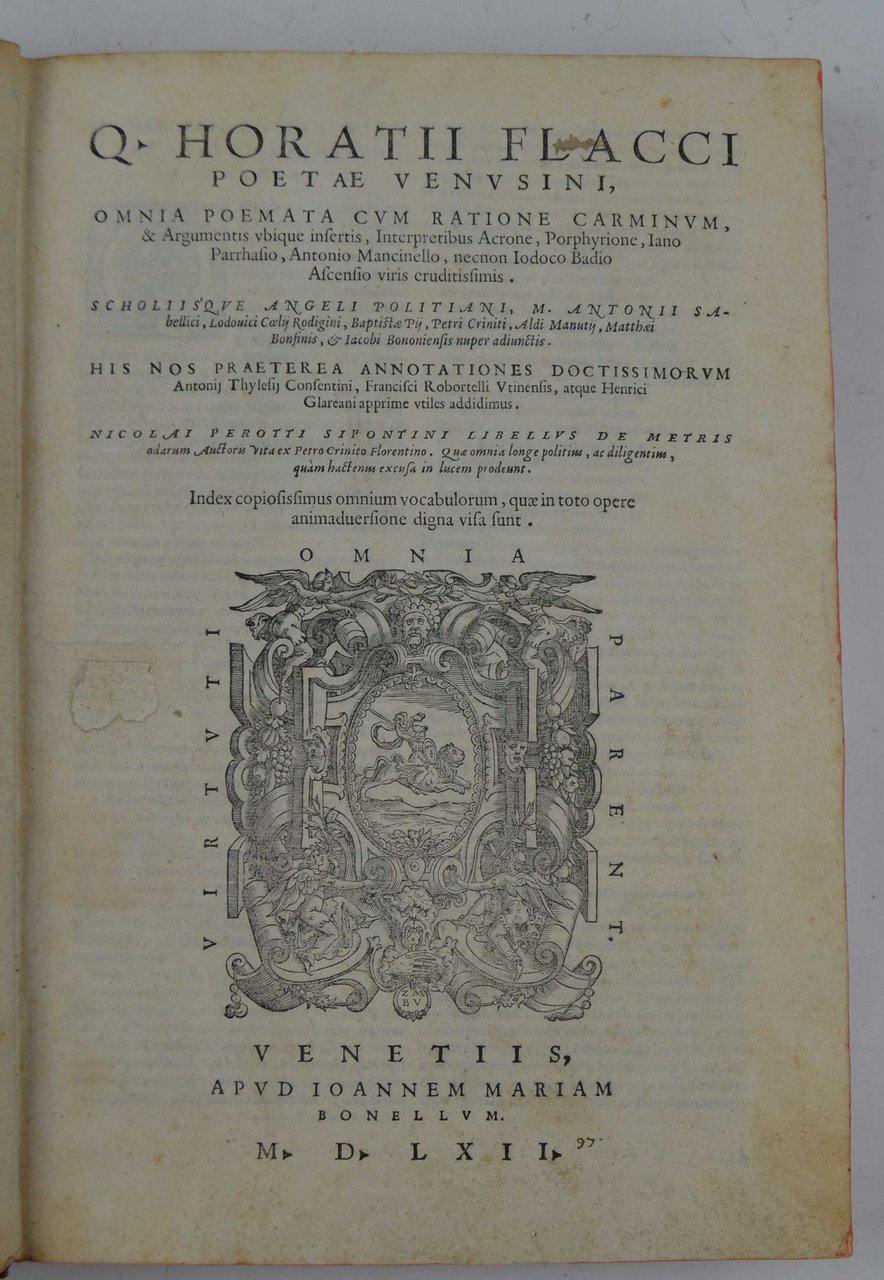 Q. HORATII FLACCI
POETAE VENVSINI,
OMNIA POEMATA CVM RATIONE CARMINVM,
& Argumentis vbique inſertis, Interpretibus Acrone, Porphyrione, Iano
Parrhaſio, Antonio Mancinello, necnon Iodoco Badio
Aſcenſio viris eruditiſsimis.
SCHOLIISQ́VE ANGELI POLITIANI, M. ANTONII SA-
bellici, Lodouici Cœlij Rodigini, Baptiſtæ Pij, Petri Criniti, Aldi Manutij, Matthæi
Bonfinis, & Iacobi Bononienſis nuper adiunctis.
HIS NOS PRAETEREA ANNOTATIONES DOCTISSIMORVM
Antonij Thyleſij Conſentini, Franciſci Robortelli Vtinenſis, atque Henrici
Glareani apprime vtiles addidimus.
NICOLAI PEROTTI SIPONTINI LIBELLVS DE METRIS
odarum, Auctoris Vita ex Petro Crinito Florentino. Quæ omnia longe politius, ac diligentius,
quàm hactenus excuſa in lucem prodeunt.
Index copioſiſsimus omnium vocabulorum, quæ in toto opere
animaduerſione digna viſa ſunt.
OMNIA
VIRTVTI
PARENT.
Z M
B V
VENETIIS,
APVD IOANNEM MARIAM
BONELLVM.
M. D. LXII. 97